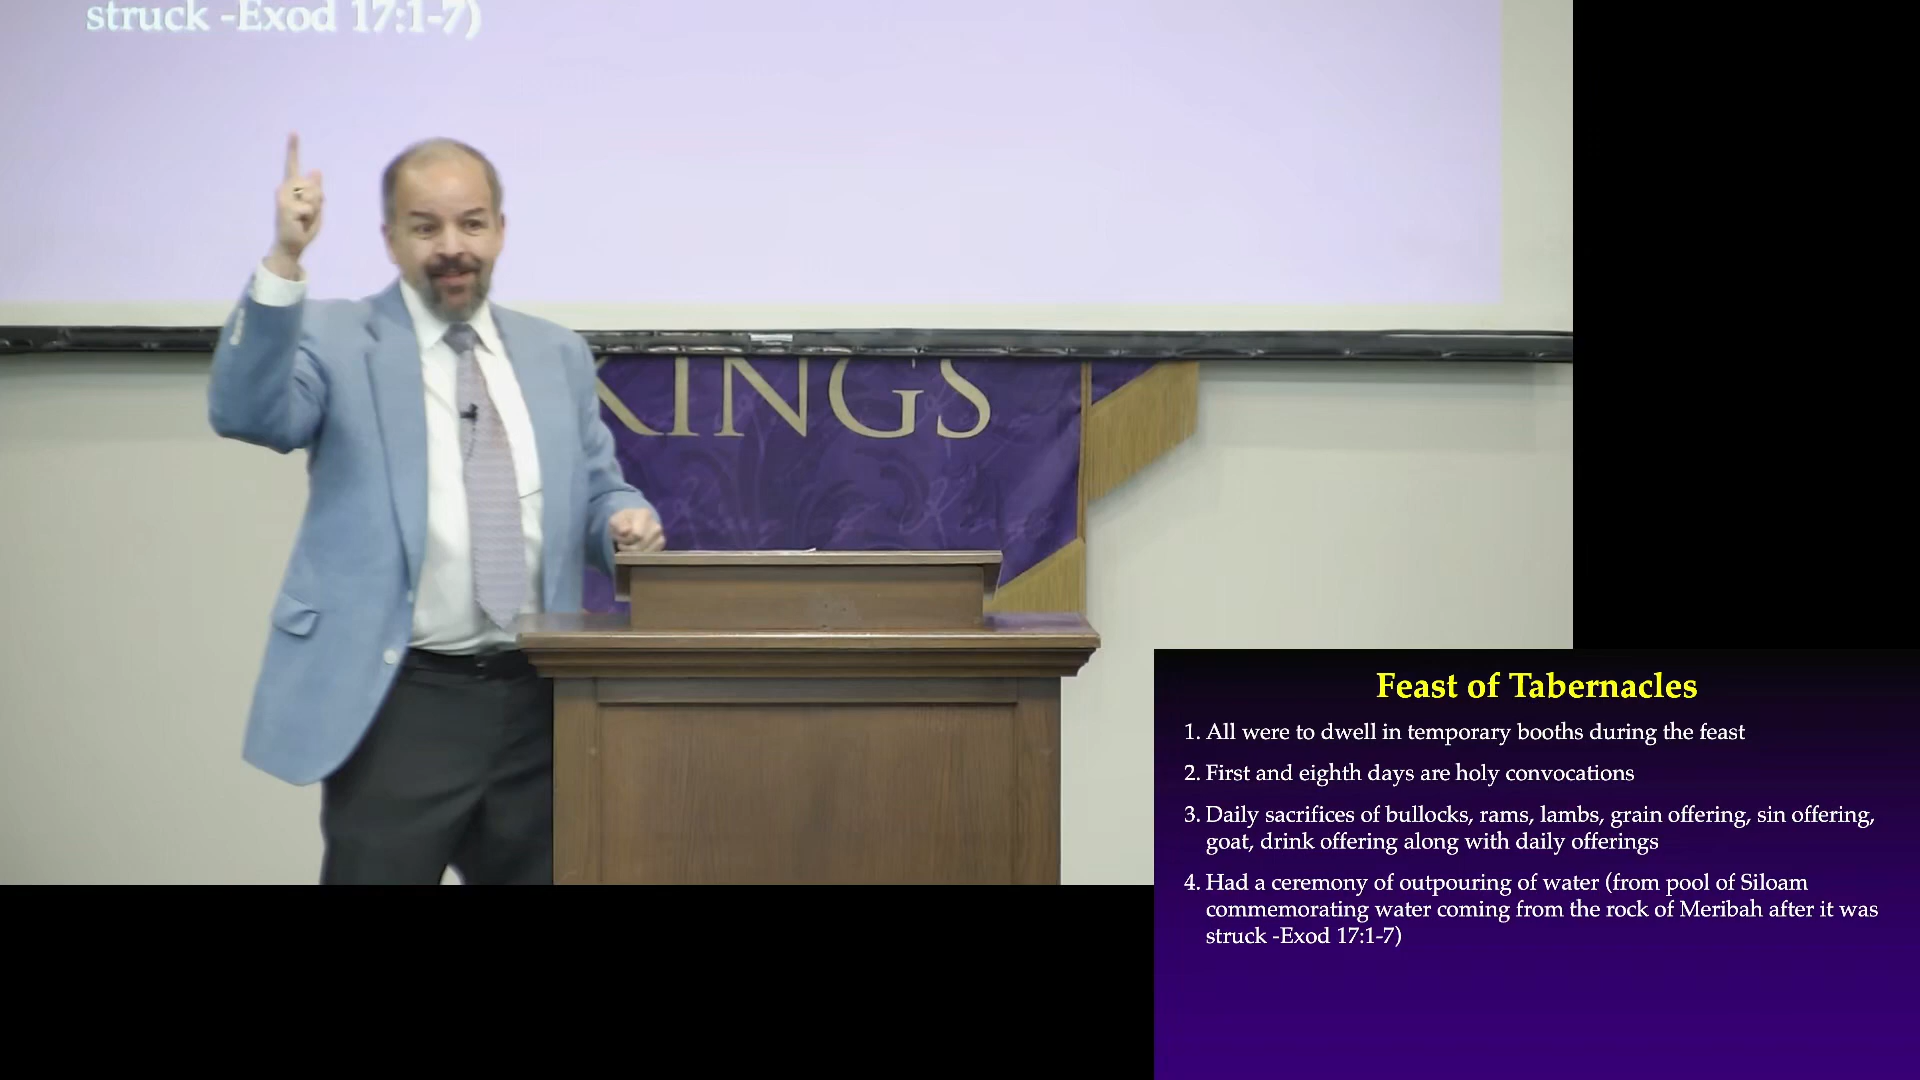 struck -Exod 17:1-7)
KINGS
King of Kings
Feast of Tabernacles
1. All were to dwell in temporary booths during the feast
2. First and eighth days are holy convocations
3. Daily sacrifices of bullocks, rams, lambs, grain offering, sin offering,
goat, drink offering along with daily offerings
4. Had a ceremony of outpouring of water (from pool of Siloam
commemorating water coming from the rock of Meribah after it was
struck -Exod 17:1-7)